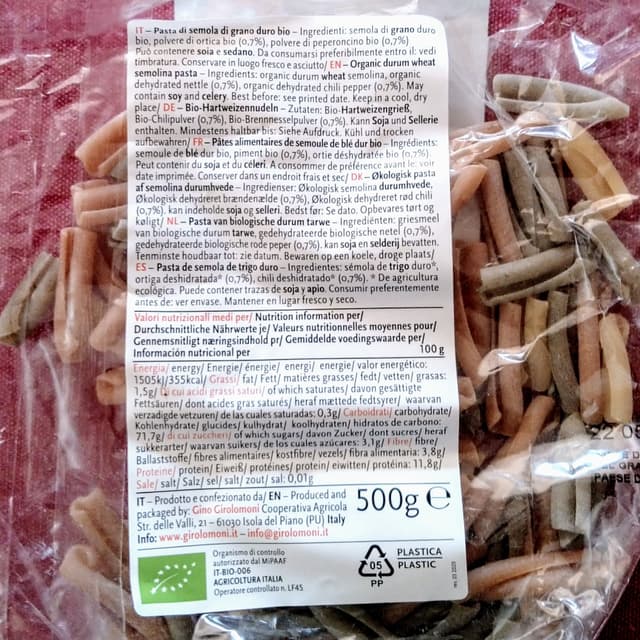 IT – Pasta di semola di grano duro bio – Ingredienti: semola di grano duro
bio, polvere di ortica bio (0,7%), polvere di peperoncino bio (0,7%)
Può contenere soia e sedano. Da consumarsi preferibilmente entro il: vedi
timbratura. Conservare in luogo fresco e asciutto/ EN – Organic durum wheat
semolina pasta – Ingredients: organic durum wheat semolina, organic
dehydrated nettle (0,7%), organic dehydrated chili pepper (0,7%). May
contain soy and celery. Best before: see printed date. Keep in a cool, dry
place/ DE – Bio-Hartweizennudeln – Zutaten: Bio-Hartweizengrieß,
Bio-Chilipulver (0,7%), Bio-Brennnesselpulver (0,7%). Kann Soja und Sellerie
enthalten. Mindestens haltbar bis: Siehe Aufdruck. Kühl und trocken
aufbewahren/ FR – Pâtes alimentaires de semoule de blé dur bio – Ingrédients:
semoule de blé dur bio, piment bio (0,7%), ortie déshydratée bio (0,7%).
Peut contenir du soja et du céleri. A consommer de préférence avant le: voir
date imprimée. Conserver dans un endroit frais et sec/ DK – Økologisk pasta
af semolina durumhvede – Ingredienser: Økologisk semolina durumhvede,
Økologisk dehydreret brændenælde (0,7%), Økologisk dehydreret rød chili
(0,7%). kan indeholde soja og selleri. Bedst før: Se dato. Opbevares tørt og
køligt/ NL – Pasta van biologische durum tarwe – Ingrediënten: griesmeel
van biologische durum tarwe, gedehydrateerde biologische netel (0,7%),
gedehydrateerde biologische rode peper (0,7%). kan soja en selderij bevatten.
Tenminste houdbaar tot: zie datum. Bewaren op een koele, droge plaats/
ES – Pasta de semola de trigo duro – Ingredientes: sémola de trigo duro*,
ortiga deshidratada* (0,7%), chili deshidratado* (0,7%). * De agricultura
ecológica. Puede contener trazas de soja y apio. Consumir preferentemente
antes de: ver envase. Mantener en lugar fresco y seco.
Valori nutrizionali medi per/ Nutrition information per/
Durchschnittliche Nährwerte je/ Valeurs nutritionnelles moyennes pour/
Gennemsnitligt næringsindhold pr/ Gemiddelde voedingswaarde per/
Información nutricional per 100 g
Energia/ energy/ Energie/ énergie/ energi/ energie/ valor energético:
1505kJ/355kcal/ Grassi/ fat/ Fett/ matières grasses/ fedt/ vetten/ grasas:
1,5g/ Di cui acidi grassi saturi/ of which saturates/ davon gesättigte
Fettsäuren/ dont acides gras saturés/ heraf mættede fedtsyrer/ waarvan
verzadigde vetzuren/ de las cuales saturadas: 0,3g/ Carboidrati/ carbohydrate/
Kohlenhydrate/ glucides/ kulhydrat/ koolhydraten/ hidratos de carbono:
71,7g/ di cui zuccheri/ of which sugars/ davon Zucker/ dont sucres/ heraf
sukkerarter/ waarvan suikers/ de los cuales azúcares: 3,1g/ Fibre/ fibre/
Ballaststoffe/ fibres alimentaires/ kostfibre/ vezels/ fibra alimentaria: 3,8g/
Proteine/ protein/ Eiweiß/ protéines/ protein/ eiwitten/ proteína: 11,8g/
Sale/ salt/ Salz/ sel/ salt/ zout/ sal: 0,01g
IT – Prodotto e confezionato da/ EN – Produced and
packaged by: Gino Girolomoni Cooperativa Agricola
Str. delle Valli, 21 – 61030 Isola del Piano (PU) Italy
Info: www.girolomoni.it – info@girolomoni.it
500g ℮
Organismo di controllo
autorizzato dal MiPAAF
IT-BIO-006
AGRICOLTURA ITALIA
Operatore controllato n. LF45
05
PP
PLASTICA
PLASTIC
22 0
PAESE D